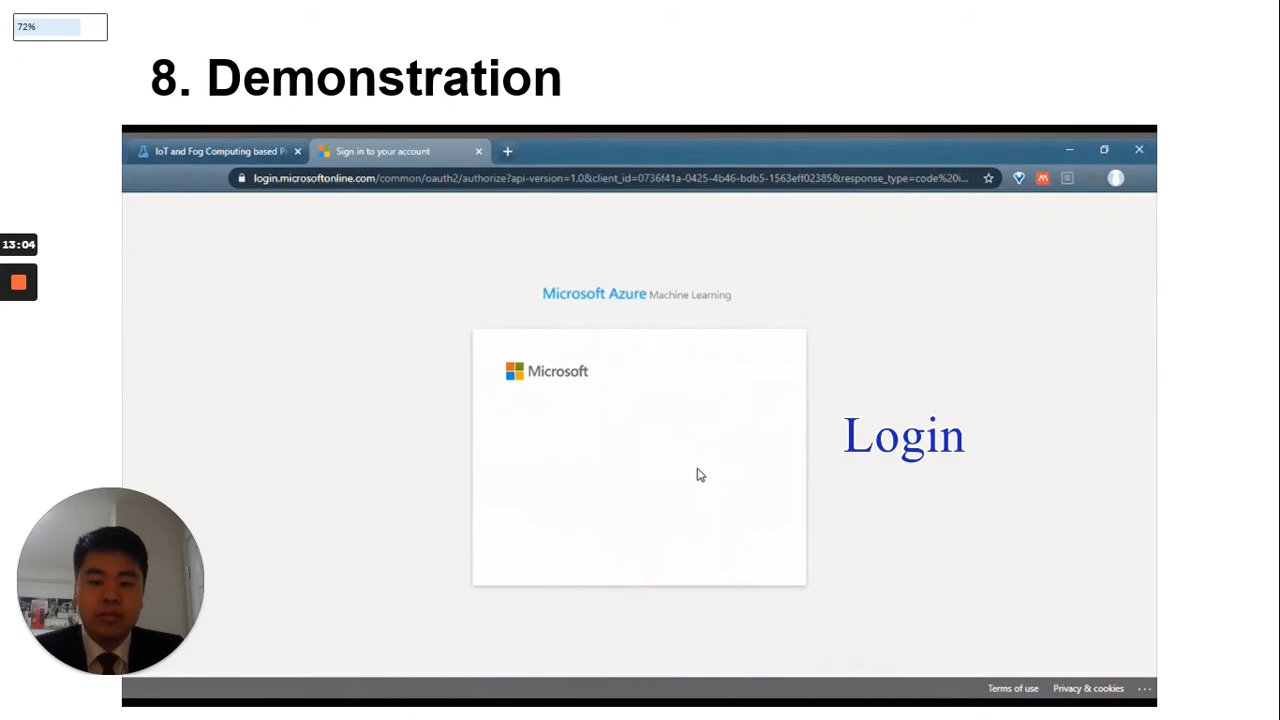 72%
8. Demonstration
IoT and Fog Computing based P
Sign in to your account
login.microsoftonline.com/common/oauth2/authorize?api-version=1.0&client_id=0736f41a-0425-4b46-bdb5-1563eff02385&response_type=code%20i...
13:04
Microsoft Azure Machine Learning
Microsoft
Login
Terms of use Privacy & cookies ...